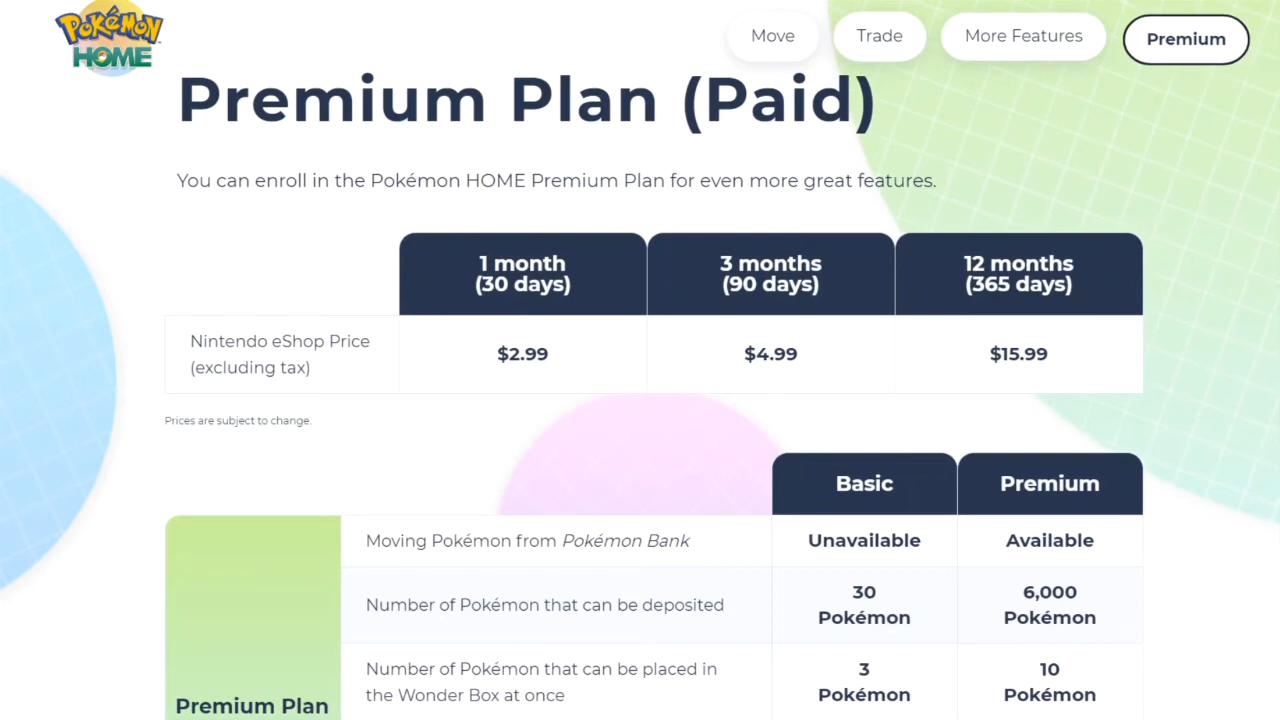 Pokémon
HOME
Move
Trade
More Features
Premium
Premium Plan (Paid)
You can enroll in the Pokémon HOME Premium Plan for even more great features.
1 month
(30 days)
3 months
(90 days)
12 months
(365 days)
Nintendo eShop Price
(excluding tax)
$2.99
$4.99
$15.99
Prices are subject to change.
Basic
Premium
Moving Pokémon from Pokémon Bank
Unavailable
Available
Number of Pokémon that can be deposited
30
Pokémon
6,000
Pokémon
Number of Pokémon that can be placed in
the Wonder Box at once
3
Pokémon
10
Pokémon
Premium Plan